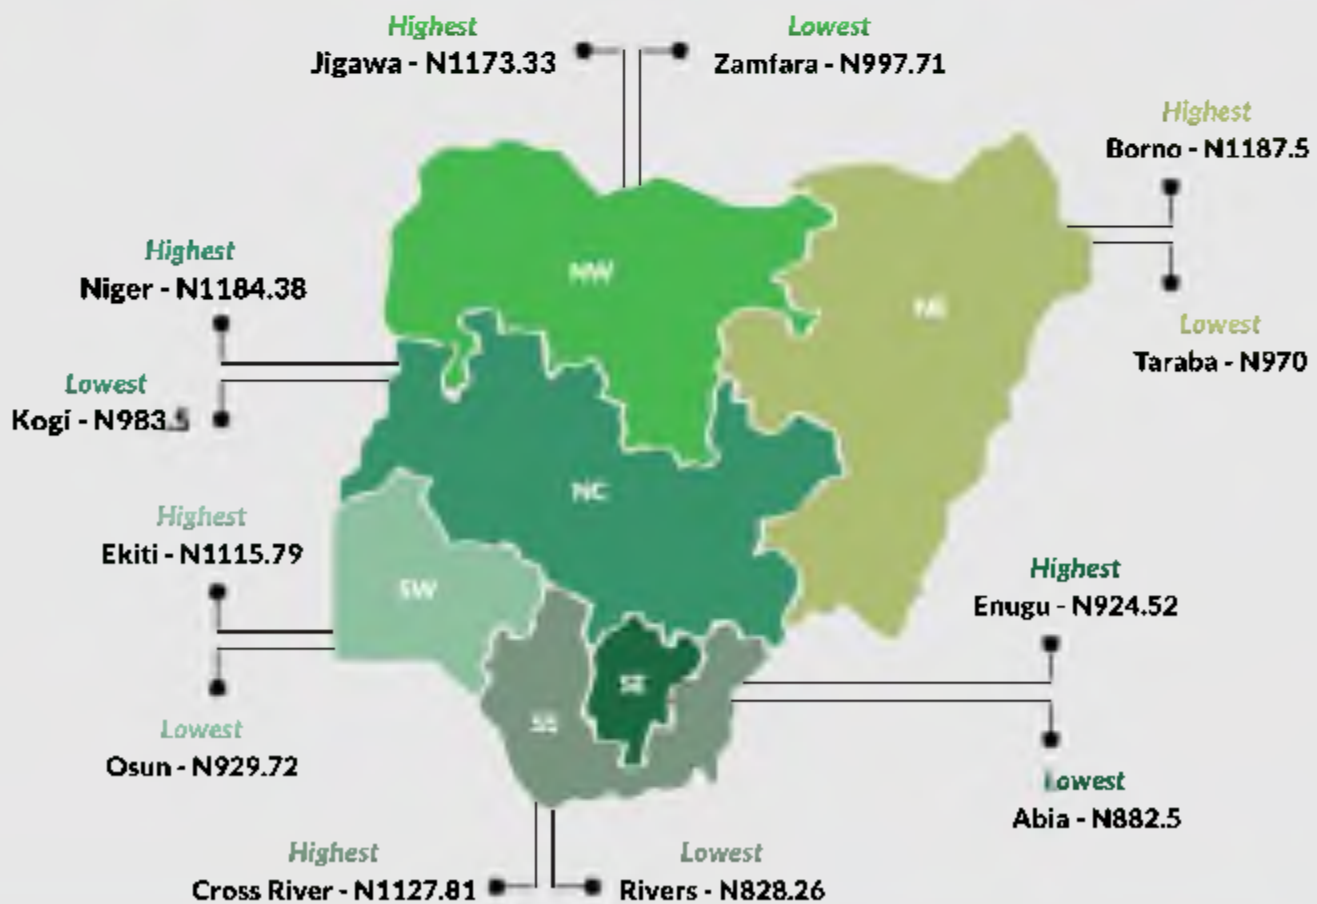 Highest
Jigawa - N1173.33
Lowest
Zamfara - N997.71
Highest
Borno - N1187.5
Lowest
Taraba - N970
Highest
Niger - N1184.38
Lowest
Kogi - N983.5
NW
NE
NC
SW
SS
SE
Highest
Ekiti - N1115.79
Lowest
Osun - N929.72
Highest
Enugu - N924.52
Lowest
Abia - N882.5
Highest
Cross River - N1127.81
Lowest
Rivers - N828.26